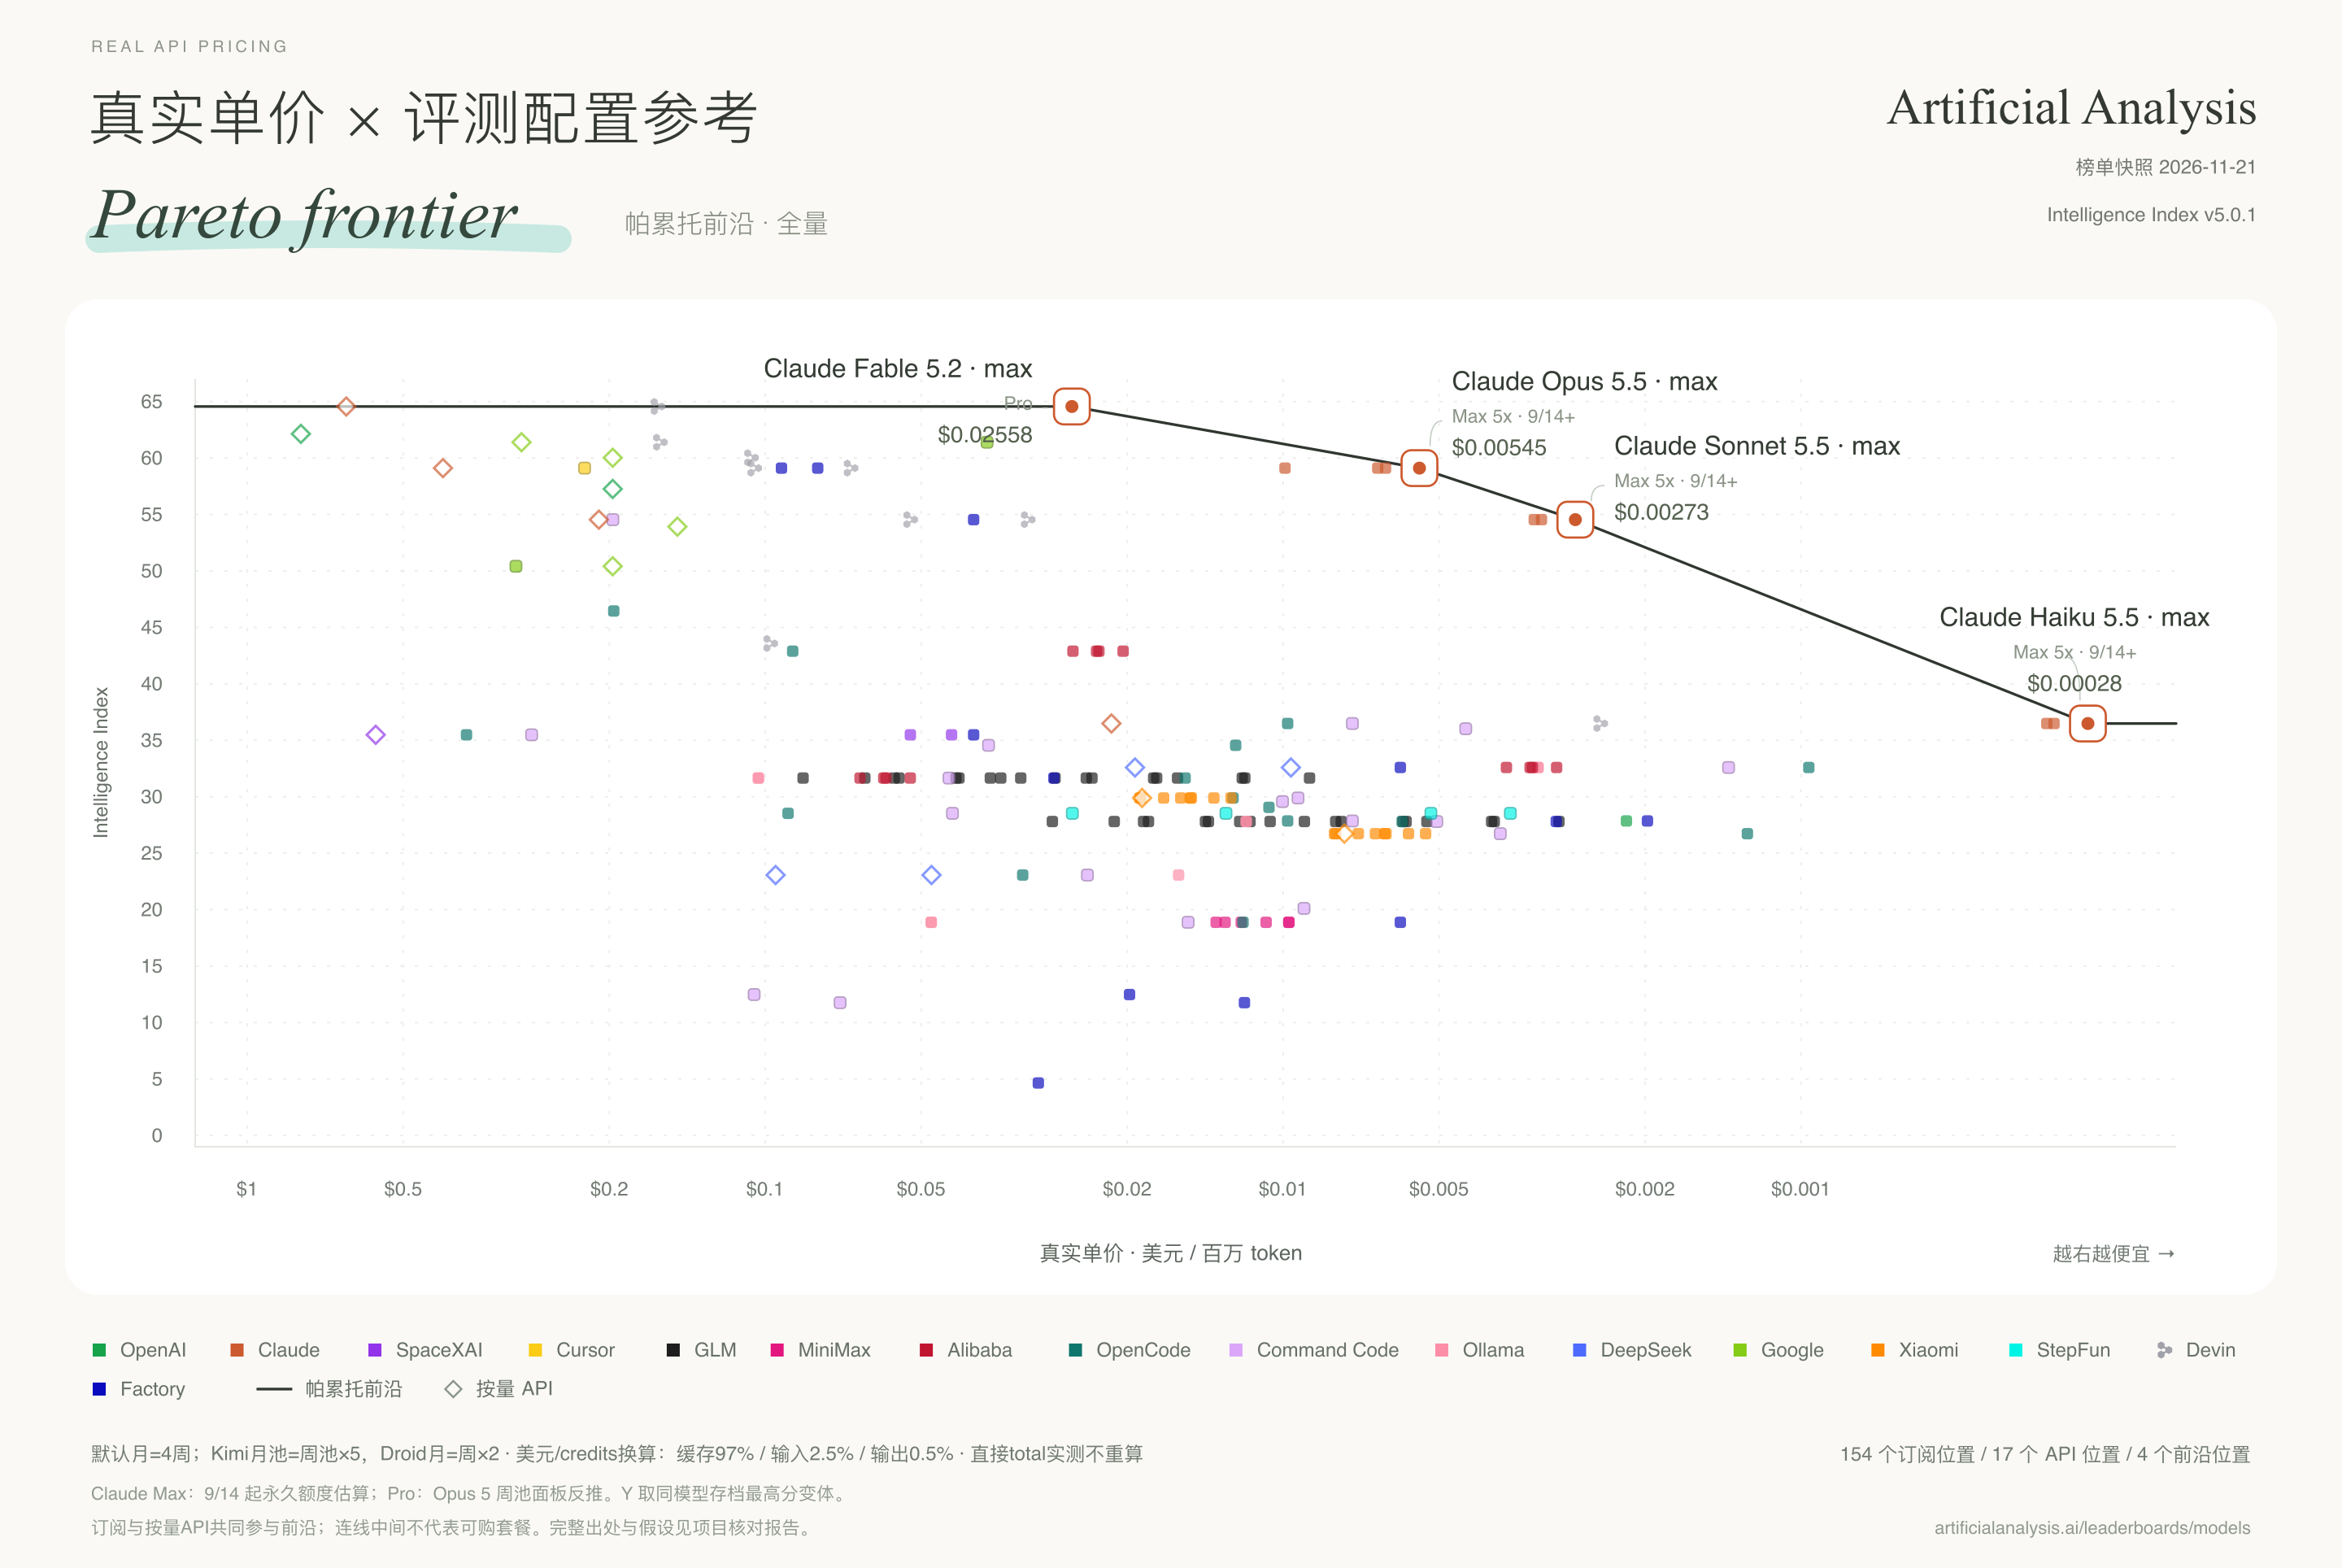 REAL API PRICING
真实单价 × 评测配置参考
Pareto frontier
帕累托前沿 · 全量
Artificial Analysis
榜单快照 2026-11-21
Intelligence Index v5.0.1
Claude Fable 5.2 · max
Pro
$0.02558
Claude Opus 5.5 · max
Max 5x · 9/14+
$0.00545
Claude Sonnet 5.5 · max
Max 5x · 9/14+
$0.00273
Claude Haiku 5.5 · max
Max 5x · 9/14+
$0.00028
Intelligence Index
65
60
55
50
45
40
35
30
25
20
15
10
5
0
$1 $0.5 $0.2 $0.1 $0.05 $0.02 $0.01 $0.005 $0.002 $0.001
真实单价 · 美元 / 百万 token
越右越便宜 →
OpenAI Claude SpaceXAI Cursor GLM MiniMax Alibaba OpenCode Command Code Ollama DeepSeek Google Xiaomi StepFun Devin
Factory 帕累托前沿 按量 API
默认月=4周；Kimi月池=周池×5，Droid月=周×2 · 美元/credits换算：缓存97% / 输入2.5% / 输出0.5% · 直接total实测不重算
154 个订阅位置 / 17 个 API 位置 / 4 个前沿位置
Claude Max：9/14 起永久额度估算；Pro：Opus 5 周池面板反推。Y 取同模型存档最高分变体。
订阅与按量API共同参与前沿；连线中间不代表可购套餐。完整出处与假设见项目核对报告。
artificialanalysis.ai/leaderboards/models